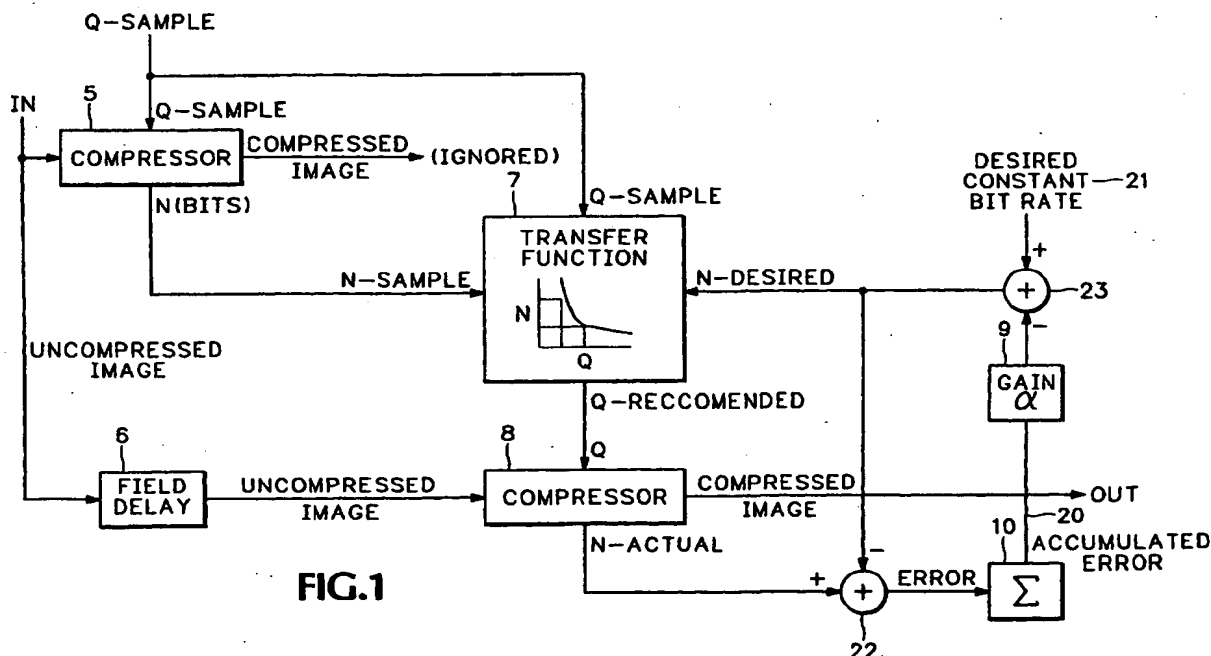 Q-SAMPLE
IN
5
Q-SAMPLE
COMPRESSOR
COMPRESSED
IMAGE
(IGNORED)
N(BITS)
7
Q-SAMPLE
TRANSFER
FUNCTION
N
Q
N-SAMPLE
N-DESIRED
DESIRED
CONSTANT
BIT RATE
21
+
+
23
-
9
GAIN
α
UNCOMPRESSED
IMAGE
Q-RECCOMENDED
6
FIELD
DELAY
UNCOMPRESSED
IMAGE
8
Q
COMPRESSOR
COMPRESSED
IMAGE
OUT
20
N-ACTUAL
-
+
+
22
ERROR
10
Σ
ACCUMULATED
ERROR
FIG.1